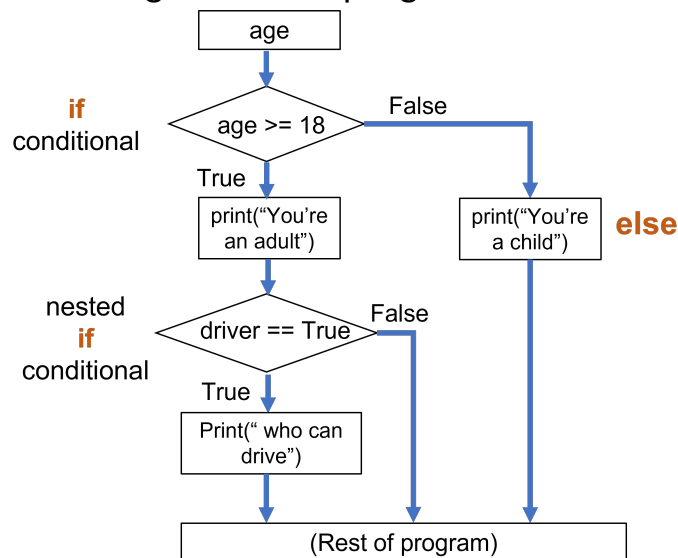 age
if
conditional
age >= 18
False
True
print(“You’re
an adult”)
print(“You’re
a child”)
else
nested
if
conditional
driver == True
False
True
Print(“ who can
drive”)
(Rest of program)